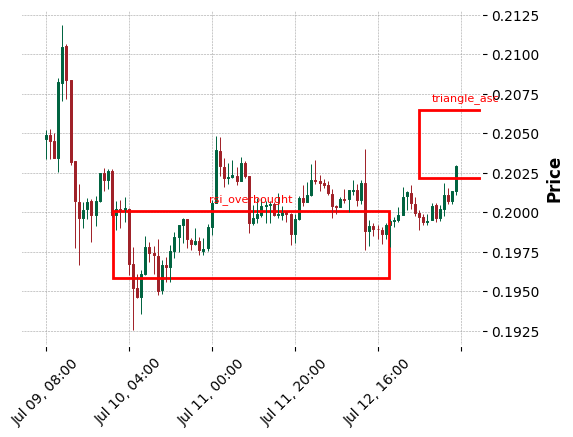 0.2125
0.2100
triangle_asc
0.2075
0.2050
0.2025
rsi_overbought
0.2000
0.1975
0.1950
0.1925
Price
Jul 09, 08:00
Jul 10, 04:00
Jul 11, 00:00
Jul 11, 20:00
Jul 12, 16:00